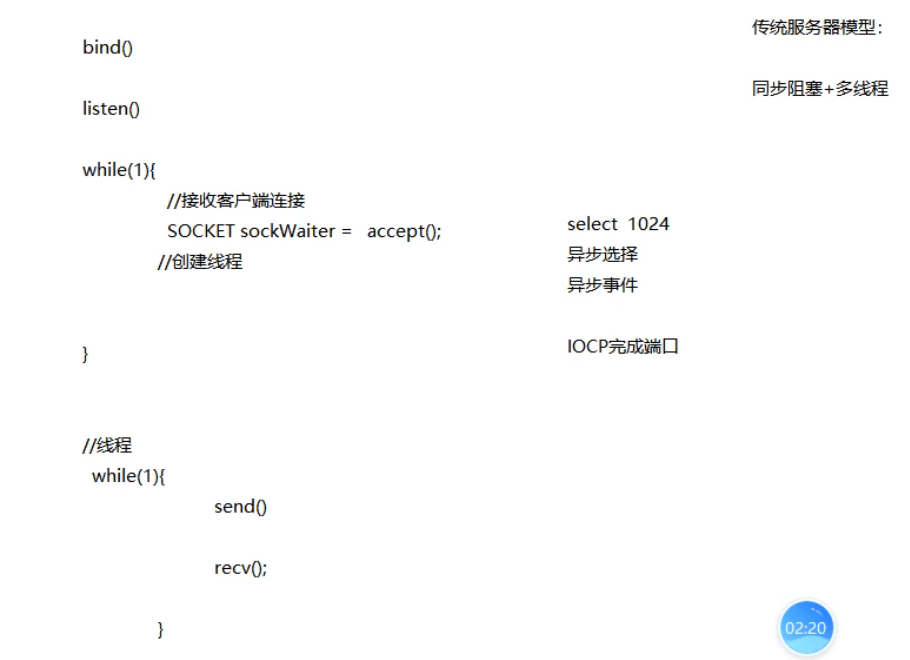 bind()
listen()
while(1){
//接收客户端连接
SOCKET sockWaiter = accept();
//创建线程
}
//线程
while(1){
send()
recv();
}
传统服务器模型：
同步阻塞+多线程
select 1024
异步选择
异步事件
IOCP完成端口
02:20